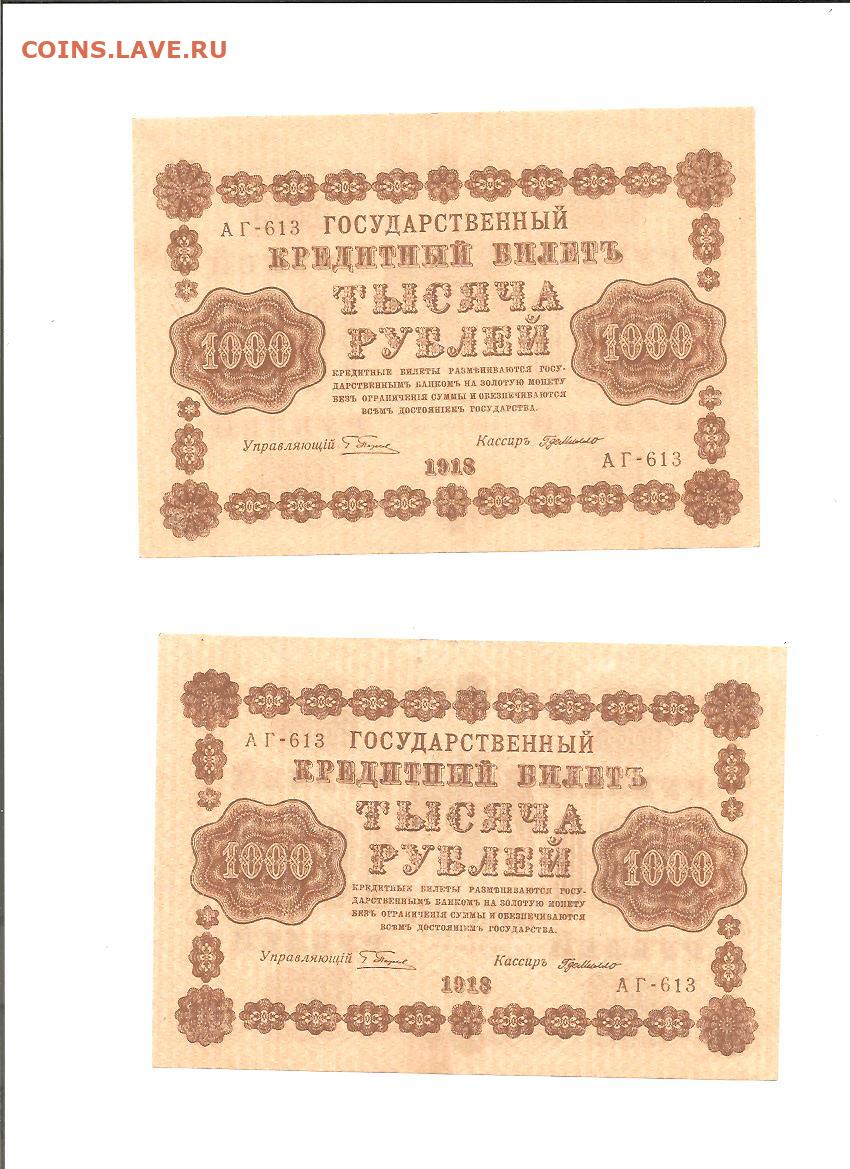 COINS.LAVE.RU
АГ-613 ГОСУДАРСТВЕННЫЙ
КРЕДИТНЫЙ БИЛЕТЪ
ТЫСЯЧА
РУБЛЕЙ
1000 1000
КРЕДИТНЫЕ БИЛЕТЫ РАЗМѢНИВАЮТСЯ ГОСУ-
ДАРСТВЕННЫМЪ БАНКОМЪ НА ЗОЛОТУЮ МОНЕТУ
БЕЗЪ ОГРАНИЧЕНІЯ СУММЫ И ОБЕЗПЕЧИВАЮТСЯ
ВСѢМЪ ДОСТОЯНІЕМЪ ГОСУДАРСТВА.
Управляющій Кассиръ
1918 АГ-613
АГ-613 ГОСУДАРСТВЕННЫЙ
КРЕДИТНЫЙ БИЛЕТЪ
ТЫСЯЧА
РУБЛЕЙ
1000 1000
КРЕДИТНЫЕ БИЛЕТЫ РАЗМѢНИВАЮТСЯ ГОСУ-
ДАРСТВЕННЫМЪ БАНКОМЪ НА ЗОЛОТУЮ МОНЕТУ
БЕЗЪ ОГРАНИЧЕНІЯ СУММЫ И ОБЕЗПЕЧИВАЮТСЯ
ВСѢМЪ ДОСТОЯНІЕМЪ ГОСУДАРСТВА.
Управляющій Кассиръ
1918 АГ-613